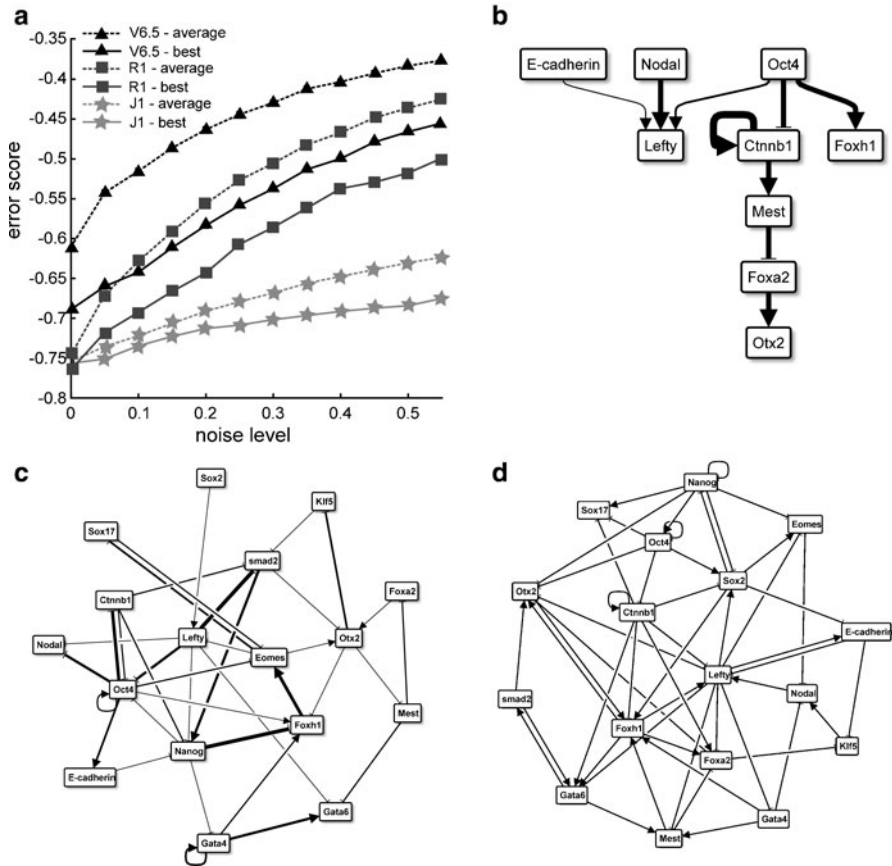 a
-0.35
-0.4
-0.45
-0.5
-0.55
-0.6
-0.65
-0.7
-0.75
-0.8
error score
V6.5 - average
V6.5 - best
R1 - average
R1 - best
J1 - average
J1 - best
0 0.1 0.2 0.3 0.4 0.5
noise level
b
E-cadherin Nodal Oct4
Lefty Ctnnb1 Foxh1
Mest
Foxa2
Otx2
c
Sox2
Klf5
Sox17
smad2
Ctnnb1 Foxa2
Nodal Lefty Otx2
Eomes
Oct4
Mest
Foxh1
Nanog
E-cadherin
Gata6
Gata4
d
Nanog
Sox17
Eomes
Oct4
Otx2 Sox2
Ctnnb1
E-cadherin
Lefty
smad2 Nodal
Foxh1
Klf5
Foxa2
Gata6
Gata4
Mest